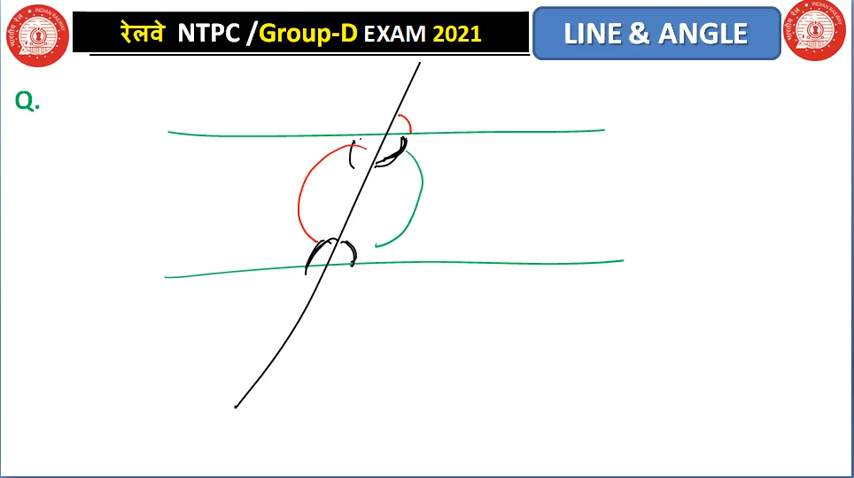 रेलवे NTPC /Group-D EXAM 2021
LINE & ANGLE
Q.